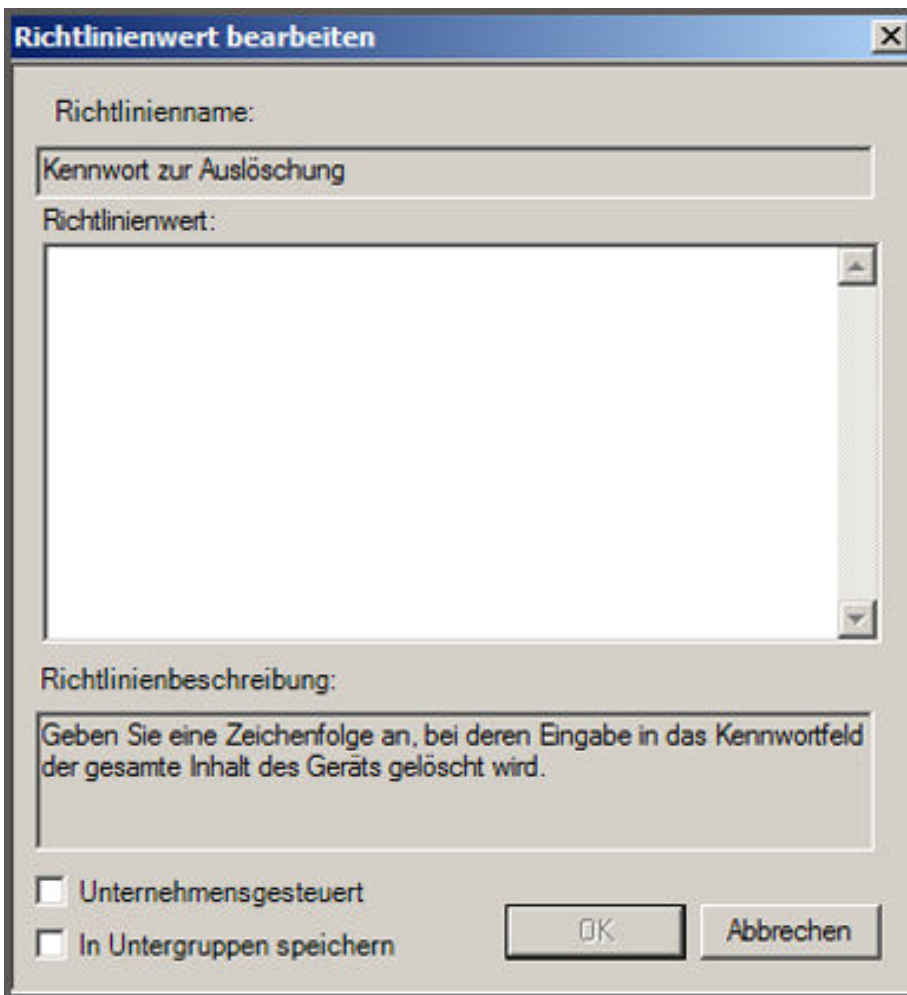 Richtlinienwert bearbeiten
Richtlinienname:
Kennwort zur Auslöschung
Richtlinienwert:
Richtlinienbeschreibung:
Geben Sie eine Zeichenfolge an, bei deren Eingabe in das Kennwortfeld
der gesamte Inhalt des Geräts gelöscht wird.
Unternehmensgesteuert
In Untergruppen speichern
OK
Abbrechen